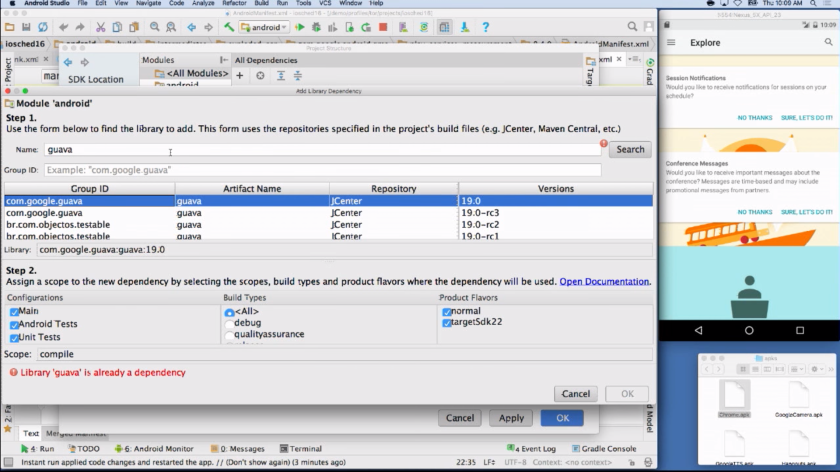 Android Studio File Edit View Navigate Code Analyze Refactor Build Run Tools VCS Window Help
Thu 10:09 AM
android
iosched16
5554:Nexus_5X_API_23
Project Structure
SDK Location
Modules
<All Modules>
All Dependencies
Add Library Dependency
Module 'android'
Step 1.
Use the form below to find the library to add. This form uses the repositories specified in the project's build files (e.g. JCenter, Maven Central, etc.)
Name: guava Search
Group ID: Example: "com.google.guava"
Group ID Artifact Name Repository Versions
com.google.guava guava JCenter 19.0
com.google.guava guava JCenter 19.0-rc3
br.com.objectos.testable guava JCenter 19.0-rc2
br.com.objectos.testable guava JCenter 19.0-rc1
Library: com.google.guava:guava:19.0
Step 2.
Assign a scope to the new dependency by selecting the scopes, build types and product flavors where the dependency will be used. Open Documentation.
Configurations Build Types Product Flavors
Main <All> normal
Android Tests debug targetSdk22
Unit Tests qualityassurance
Scope: compile
Library 'guava' is already a dependency
Cancel OK
Cancel Apply OK
Text Merged Manifest
4: Run TODO 6: Android Monitor 0: Messages Terminal 4 Event Log Gradle Console
Instant run applied code changes and restarted the app. // (Don't show again) (3 minutes ago) 22:35 LF÷ UTF-8 Context: <no context>
10:09
Explore
Session Notifications
Would you like to receive notifications for sessions on your
schedule?
NO THANKS SURE, LET'S DO IT!
Conference Messages
Would you like to receive important messages about the
conference? Messages are time-based and may include
promotional messages from partners.
NO THANKS SURE, LET'S DO IT!
apks
Chrome.apk GoogleCamera.apk
GoogleTTS.apk Hangouts.apk